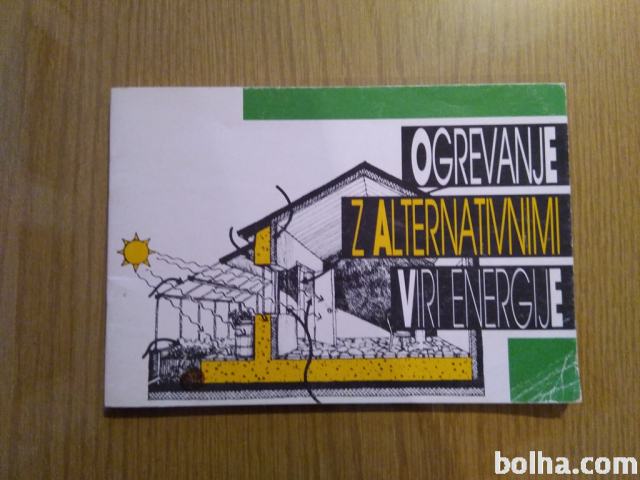 OGREVANJE
Z ALTERNATIVNIMI
VIRI ENERGIJE
bolha.com